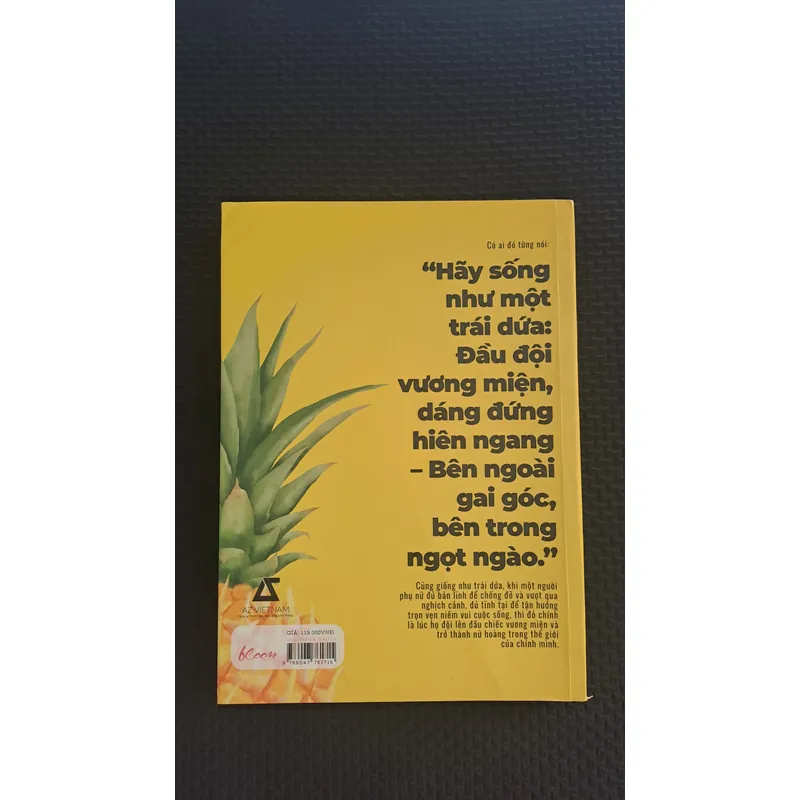 Có ai đó từng nói:
“Hãy sống
như một
trái dứa:
Đầu đội
vương miện,
dáng đứng
hiên ngang
– Bên ngoài
gai góc,
bên trong
ngọt ngào.”
Cũng giống như trái dứa, khi một người
phụ nữ đủ bản lĩnh để chống đỡ và vượt qua
nghịch cảnh, đủ tĩnh tại để tận hưởng
trọn vẹn niềm vui cuộc sống, thì đó chính
là lúc họ đội lên đầu chiếc vương miện và
trở thành nữ hoàng trong thế giới
của chính mình.
AZ VIETNAM
GIÁ: 119.000VNĐ
bloom